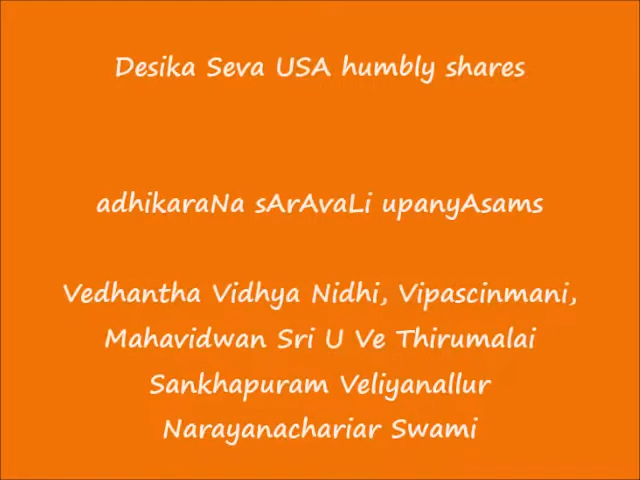 Desika Seva USA humbly shares
adhikaraNa sArAvaLi upanyAsams
Vedhantha Vidhya Nidhi, Vipascinmani,
Mahavidwan Sri U Ve Thirumalai
Sankhapuram Veliyanallur
Narayanachariar Swami